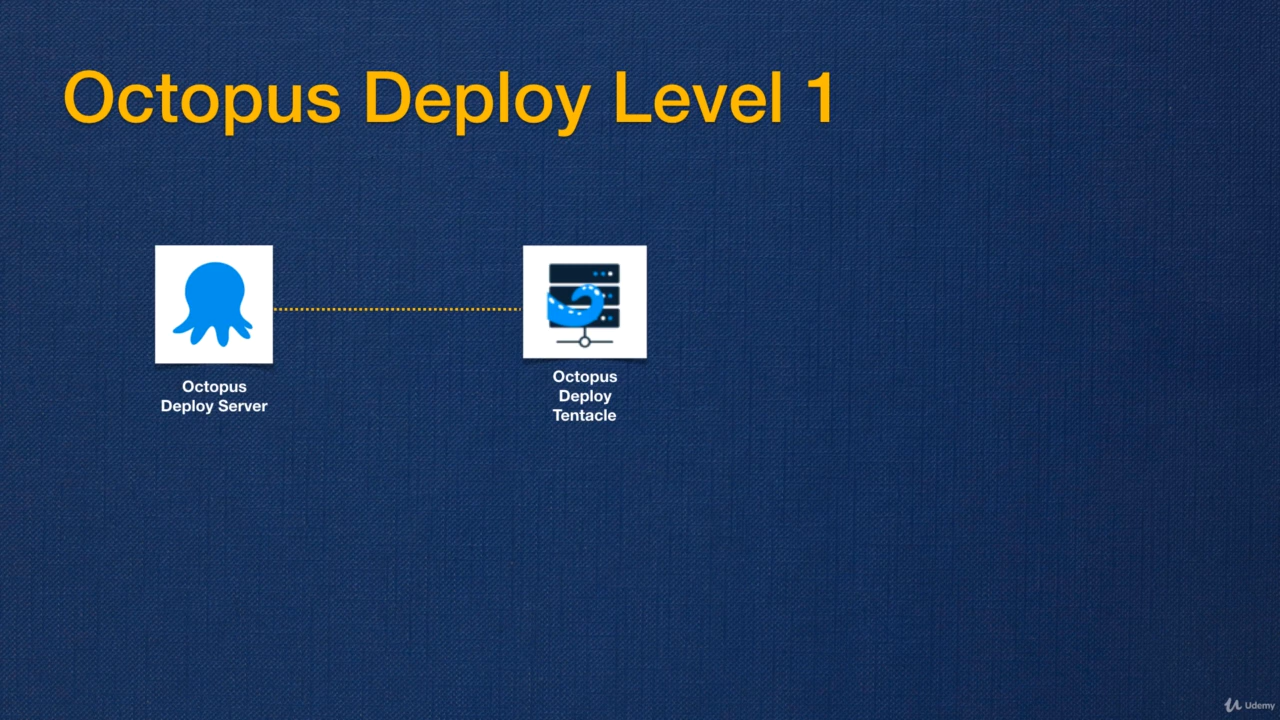 Octopus Deploy Level 1
Octopus
Deploy Server
Octopus
Deploy
Tentacle
Udemy